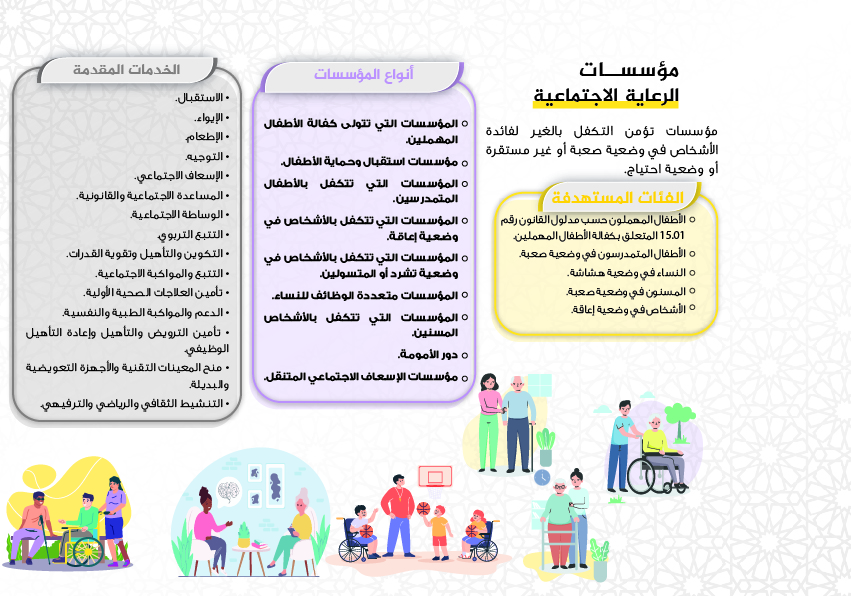 مؤسســـات
الرعاية الاجتماعية
مؤسسات تؤمن التكفل بالغير لفائدة
الأشخاص في وضعية صعبة أو غير مستقرة
أو وضعية احتياج.
الفئات المستهدفة
○ الأطفال المهملون حسب مدلول القانون رقم
15.01 المتعلق بكفالة الأطفال المهملين.
○ الأطفال المتمدرسون في وضعية صعبة.
○ النساء في وضعية هشاشة.
○ المسنون في وضعية صعبة.
○ الأشخاص في وضعية إعاقة.
أنواع المؤسسات
○ المؤسسات التي تتولى كفالة الأطفال
المهملين.
○ مؤسسات استقبال وحماية الأطفال.
○ المؤسسات التي تتكفل بالأطفال
المتمدرسين.
○ المؤسسات التي تتكفل بالأشخاص في
وضعية إعاقة.
○ المؤسسات التي تتكفل بالأشخاص في
وضعية تشرد أو المتسولين.
○ المؤسسات متعددة الوظائف للنساء.
○ المؤسسات التي تتكفل بالأشخاص
المسنين.
○ دور الأمومة.
○ مؤسسات الإسعاف الاجتماعي المتنقل.
الخدمات المقدمة
• الاستقبال.
• الإيواء.
• الإطعام.
• التوجيه.
• الإسعاف الاجتماعي.
• المساعدة الاجتماعية والقانونية.
• الوساطة الاجتماعية.
• التتبع التربوي.
• التكوين والتأهيل وتقوية القدرات.
• التتبع والمواكبة الاجتماعية.
• تأمين العلاجات الصحية الأولية.
• الدعم والمواكبة الطبية والنفسية.
• تأمين الترويض والتأهيل وإعادة التأهيل
الوظيفي.
• منح المعينات التقنية والأجهزة التعويضية
والبديلة.
• التنشيط الثقافي والرياضي والترفيهي.